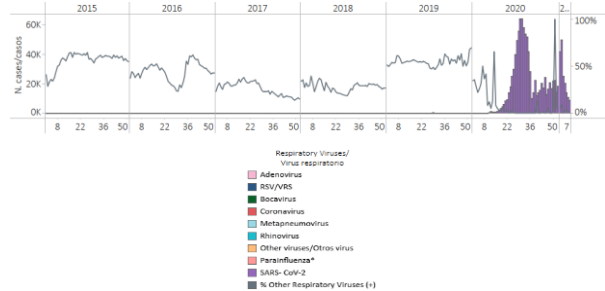 2015 2016 2017 2018 2019 2020 2..
60K 100%
40K
50%
20K
0K 0%
8 22 36 50 8 22 36 50 8 22 36 50 8 22 36 50 8 22 36 50 8 22 36 50 7
N. cases/casos
Respiratory Viruses/
Virus respiratorio
Adenovirus
RSV/VRS
Bocavirus
Coronavirus
Metapneumovirus
Rhinovirus
Other viruses/Otros virus
Parainfluenza*
SARS- CoV-2
% Other Respiratory Viruses (+)